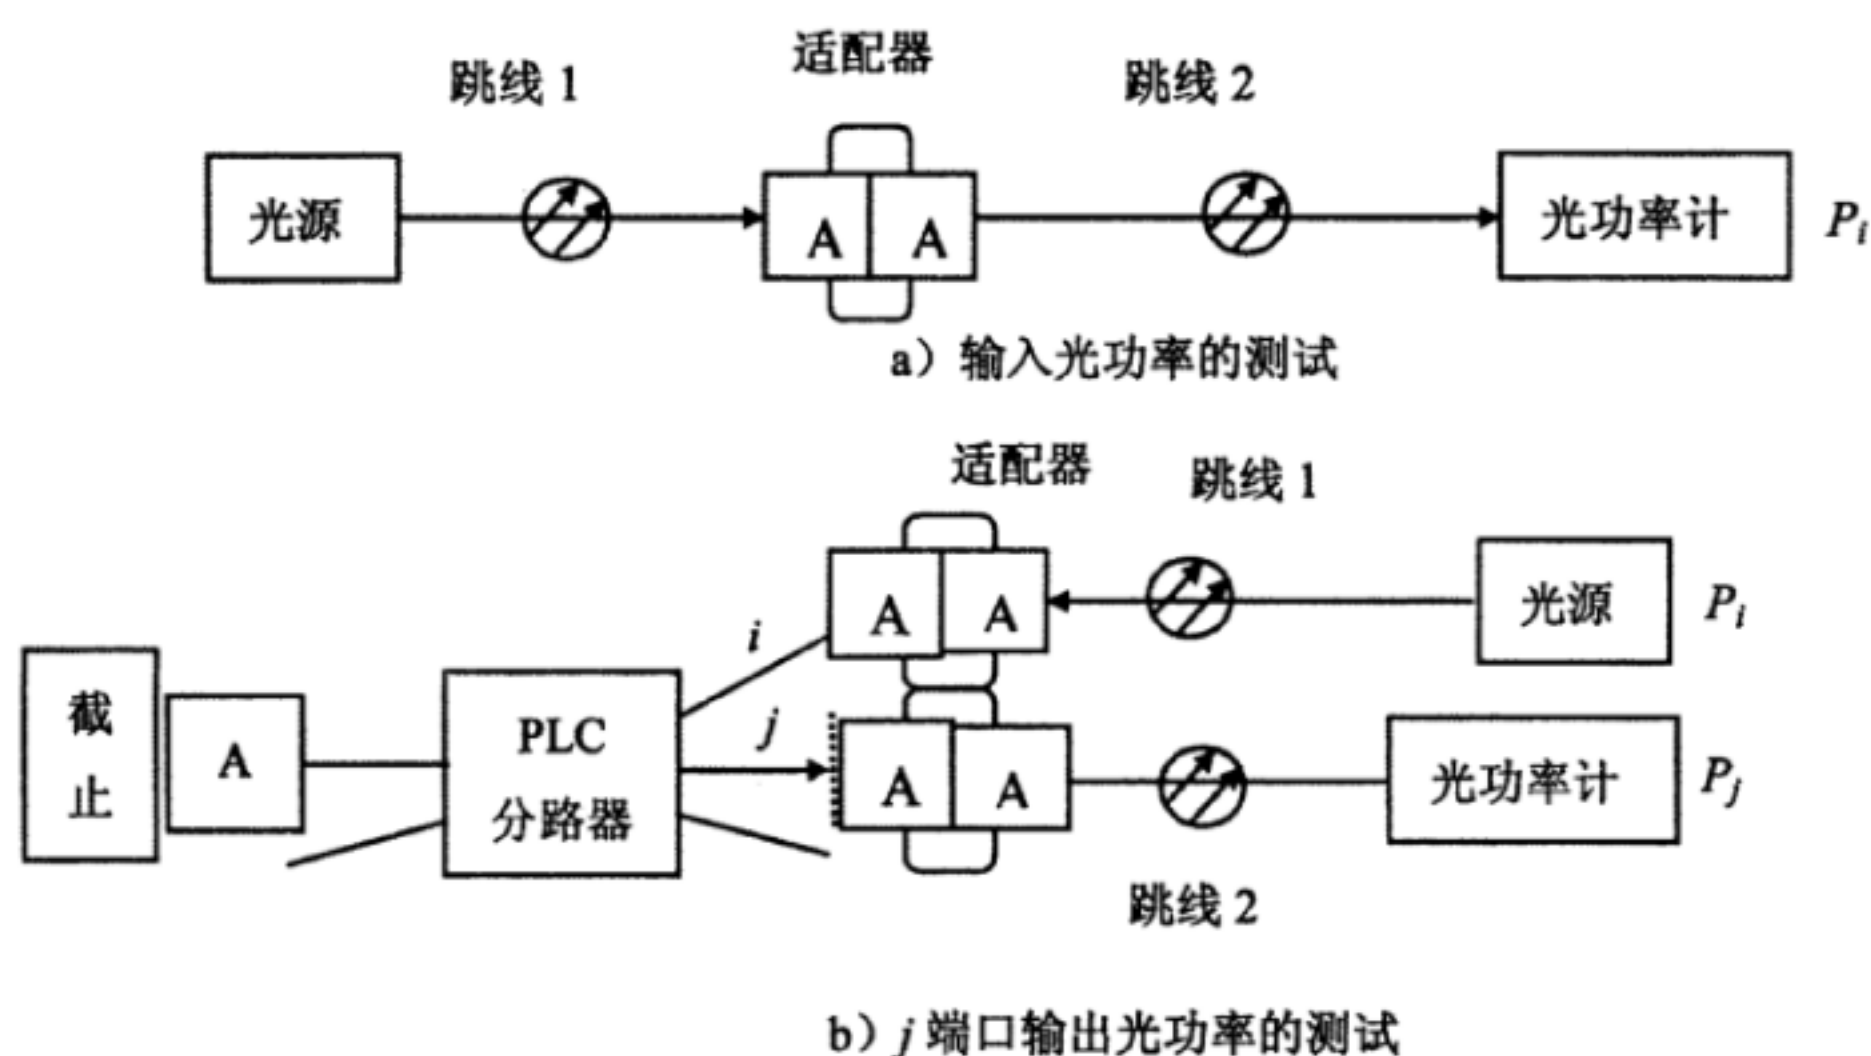 适配器
跳线 1
跳线 2
光源
A
A
光功率计
Pi
a）输入光功率的测试
适配器
跳线 1
A
A
光源
Pi
i
截
止
A
PLC
分路器
j
A
A
光功率计
Pj
跳线 2
b）j 端口输出光功率的测试